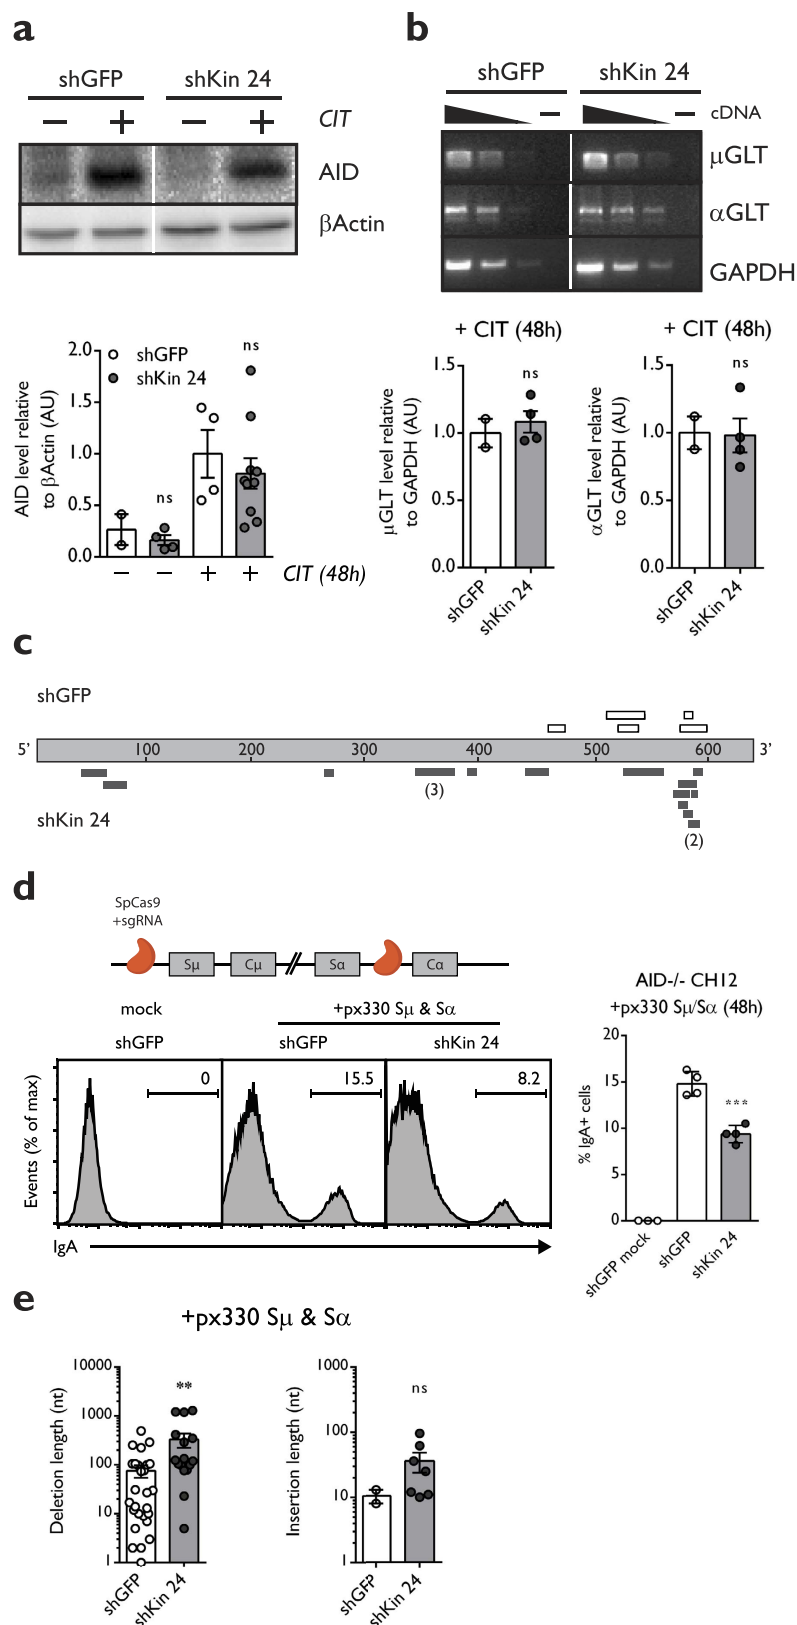 a
shGFP shKin 24
− + − + CIT
AID
βActin
2.0
1.5
1.0
0.5
0.0
AID level relative
to βActin (AU)
shGFP
shKin 24
ns
ns
− − + + CIT (48h)
b
shGFP shKin 24
− − cDNA
μGLT
αGLT
GAPDH
+ CIT (48h)
1.5
1.0
0.5
0.0
μGLT level relative
to GAPDH (AU)
ns
shGFP
shKin 24
+ CIT (48h)
1.5
1.0
0.5
0.0
αGLT level relative
to GAPDH (AU)
ns
shGFP
shKin 24
c
shGFP
5' 100 200 300 400 500 600 3'
(3)
shKin 24
(2)
d
SpCas9
+sgRNA
Sμ Cμ Sα Cα
mock +px330 Sμ & Sα
shGFP shGFP shKin 24
0 15.5 8.2
Events (% of max)
IgA
AID-/- CH12
+px330 Sμ/Sα (48h)
20
15
10
5
0
% IgA+ cells
***
shGFP mock
shGFP
shKin 24
e
+px330 Sμ & Sα
10000
1000
100
10
1
Deletion length (nt)
**
shGFP
shKin 24
1000
100
10
1
Insertion length (nt)
ns
shGFP
shKin 24